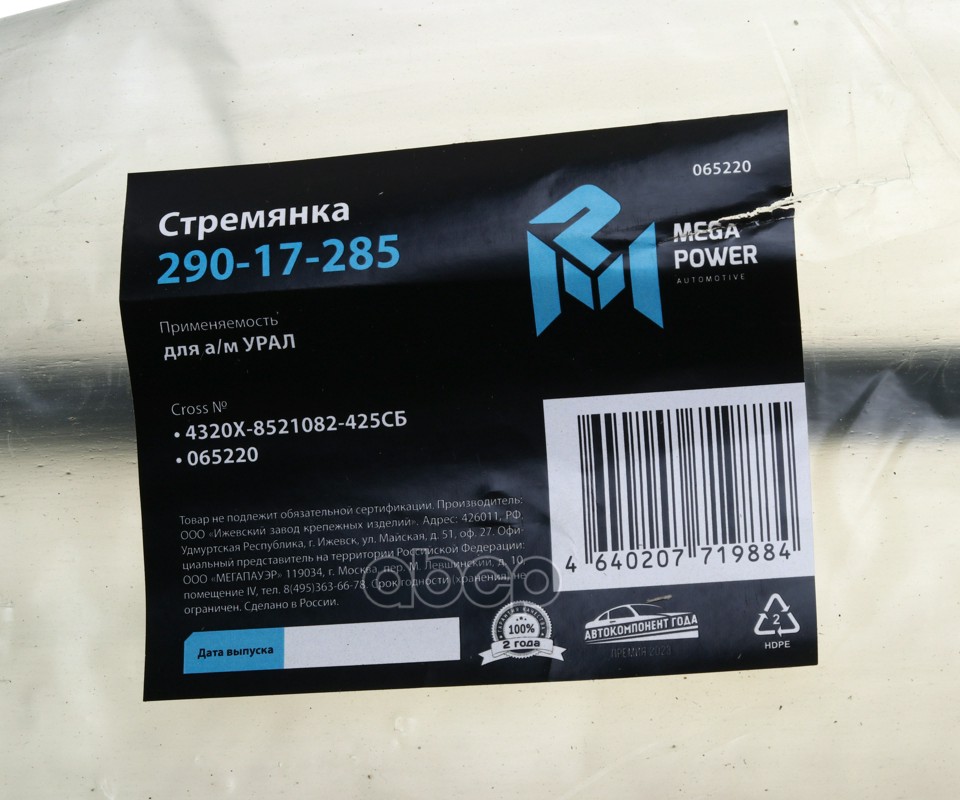 065220
Стремянка
290-17-285
MEGA
POWER
AUTOMOTIVE
Применяемость
для а/м УРАЛ
Cross №
• 4320Х-8521082-425СБ
• 065220
Товар не подлежит обязательной сертификации. Производитель:
ООО «Ижевский завод крепежных изделий». Адрес: 426011, РФ,
Удмуртская Республика, г. Ижевск, ул. Майская, д. 51, оф. 27. Офи-
циальный представитель на территории Российской Федерации:
ООО «МЕГАПАУЭР» 119034, г. Москва, пер. М. Левшинский, д. 10,
помещение IV, тел. 8(495)363-66-78. Срок годности (хранения) не
ограничен. Сделано в России.
4 640207 719884
abcp
Дата выпуска
100%
2 года
АВТОКОМПОНЕНТ ГОДА
ПРЕМИЯ 2023
2
HDPE